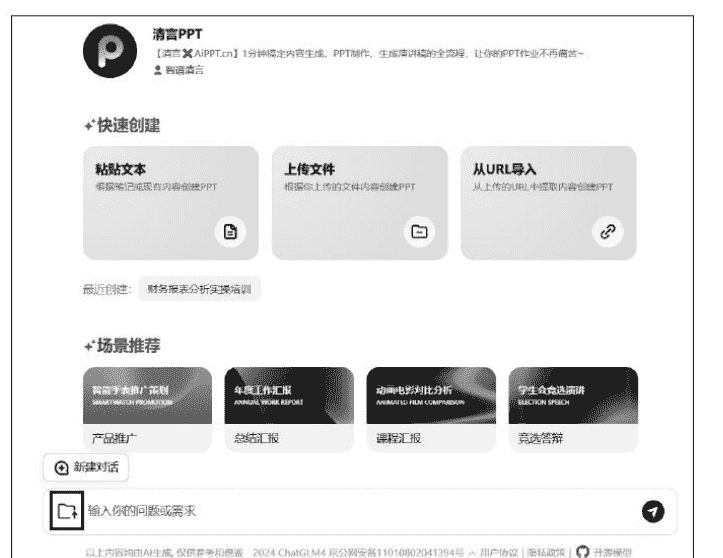 清言PPT
【清言✖AiPPT.cn】1分钟搞定内容生成、PPT制作、生成演讲稿的全流程，让你的PPT作业不再痛苦~
智谱清言
快速创建
粘贴文本
根据笔记或现有内容创建PPT
上传文件
根据你上传的文件内容创建PPT
从URL导入
从上传的URL中提取内容创建PPT
最近创建： 财务报表分析实操培训
场景推荐
智能手表推广策划
SMARTWATCH PROMOTION
产品推广
年度工作汇报
ANNUAL WORK REPORT
总结汇报
动画电影对比分析
ANIMATED FILM COMPARISON
课程汇报
学生会竞选演讲
ELECTION SPEECH
竞选答辩
新建对话
输入你的问题或需求
以上内容均由AI生成, 仅供参考和借鉴 2024 ChatGLM4 京公网安备11010802041394号 用户协议 | 隐私政策 | 开源模型